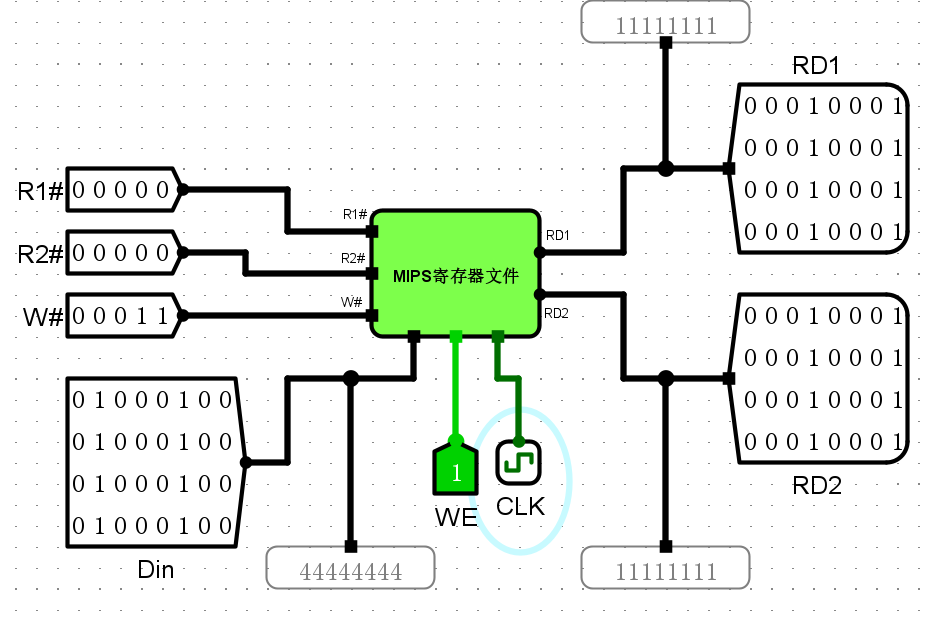 11111111
RD1
0 0 0 1 0 0 0 1
0 0 0 1 0 0 0 1
0 0 0 1 0 0 0 1
0 0 0 1 0 0 0 1
R1# 0 0 0 0 0
R2# 0 0 0 0 0
W# 0 0 0 1 1
R1#
R2#
W#
MIPS寄存器文件
RD1
RD2
0 0 0 1 0 0 0 1
0 0 0 1 0 0 0 1
0 0 0 1 0 0 0 1
0 0 0 1 0 0 0 1
RD2
0 1 0 0 0 1 0 0
0 1 0 0 0 1 0 0
0 1 0 0 0 1 0 0
0 1 0 0 0 1 0 0
Din
1
WE
CLK
44444444
11111111